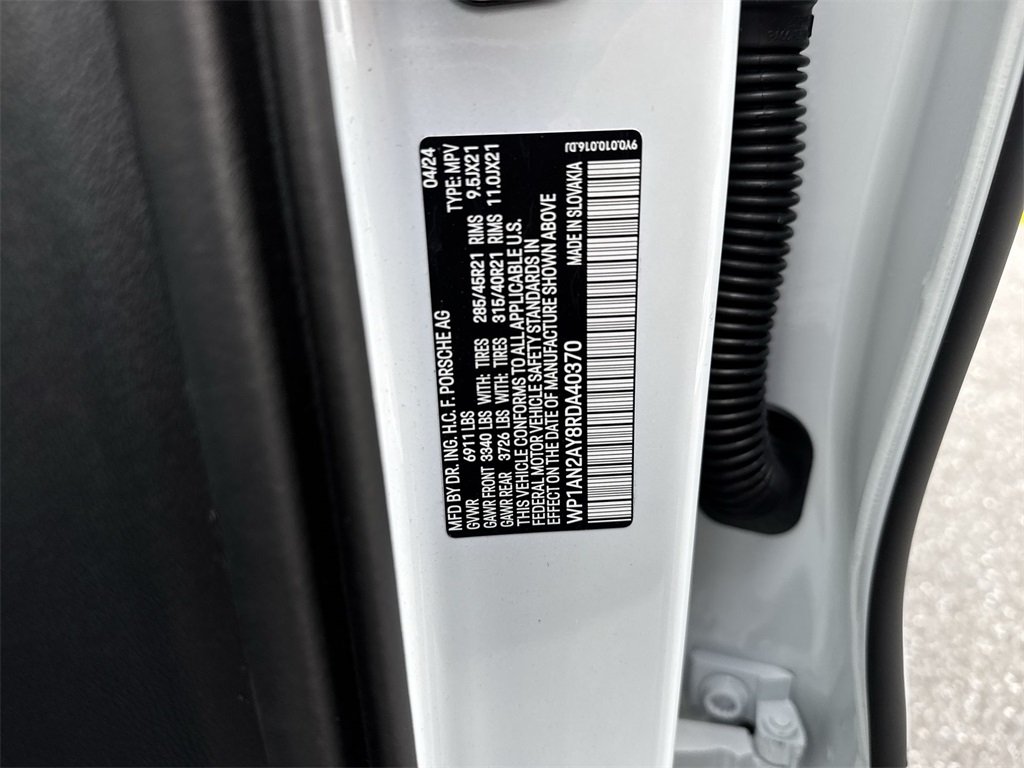 MFD BY DR. ING. H.C. F. PORSCHE AG 04/24
GVWR 6911 LBS TYPE: MPV
GAWR FRONT 3340 LBS WITH: TIRES 285/45R21 RIMS 9.5JX21
GAWR REAR 3726 LBS WITH: TIRES 315/40R21 RIMS 11.0JX21
THIS VEHICLE CONFORMS TO ALL APPLICABLE U.S.
FEDERAL MOTOR VEHICLE SAFETY STANDARDS IN
EFFECT ON THE DATE OF MANUFACTURE SHOWN ABOVE
WP1AN2AY8RDA40370 MADE IN SLOVAKIA
9Y0.010.016.DJ